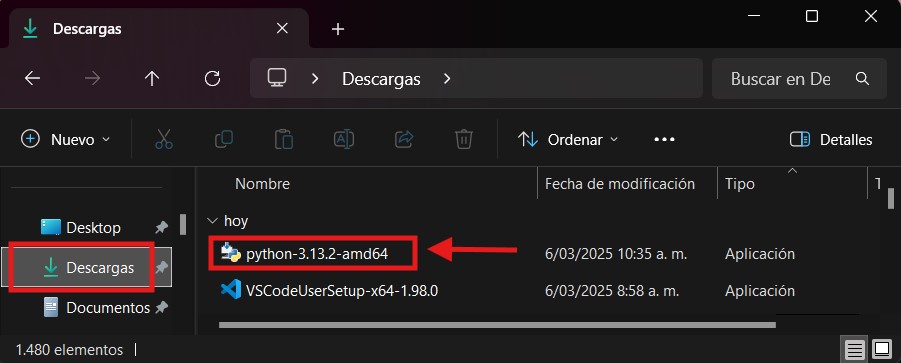 Descargas
Descargas
Buscar en De
Nuevo
Ordenar
Detalles
Nombre
Fecha de modificación
Tipo
T
Desktop
Descargas
Documentos
hoy
python-3.13.2-amd64
6/03/2025 10:35 a. m.
Aplicación
VSCodeUserSetup-x64-1.98.0
6/03/2025 8:58 a. m.
Aplicación
1.480 elementos